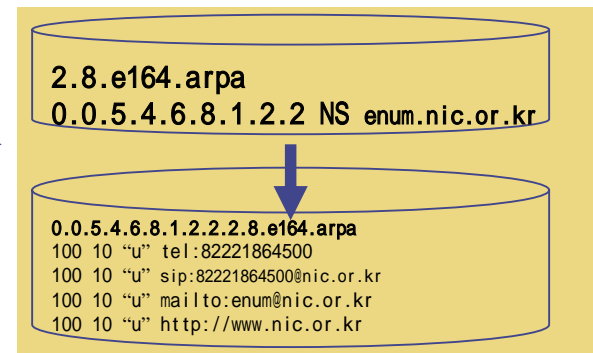 2.8.e164.arpa
0.0.5.4.6.8.1.2.2 NS enum.nic.or.kr
0.0.5.4.6.8.1.2.2.2.8.e164.arpa
100 10 “u” tel:82221864500
100 10 “u” sip:82221864500@nic.or.kr
100 10 “u” mailto:enum@nic.or.kr
100 10 “u” http://www.nic.or.kr